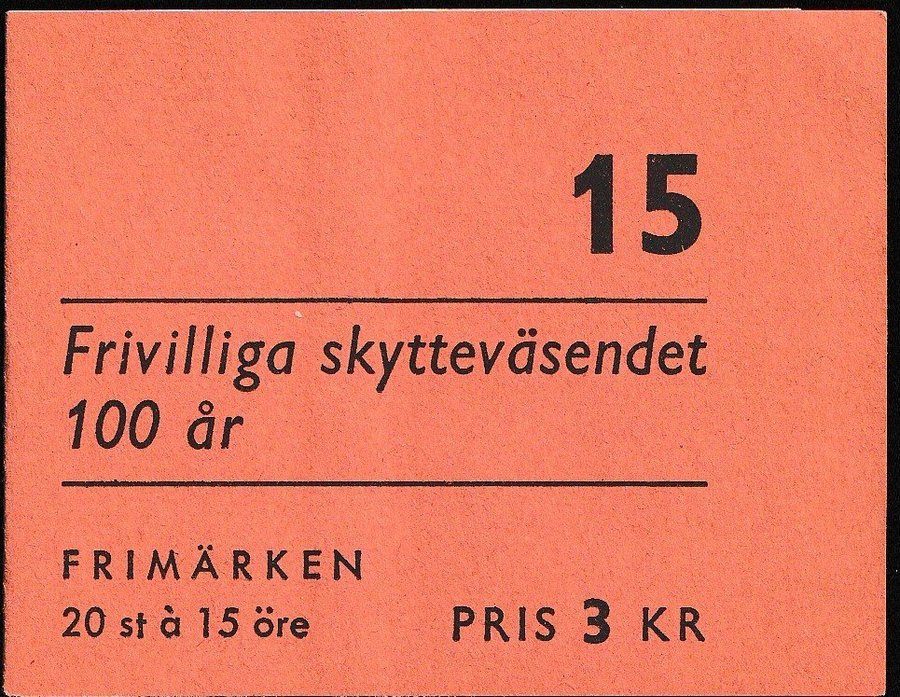 15
Frivilliga skytteväsendet
100 år
FRIMÄRKEN
20 st à 15 öre
PRIS 3 KR